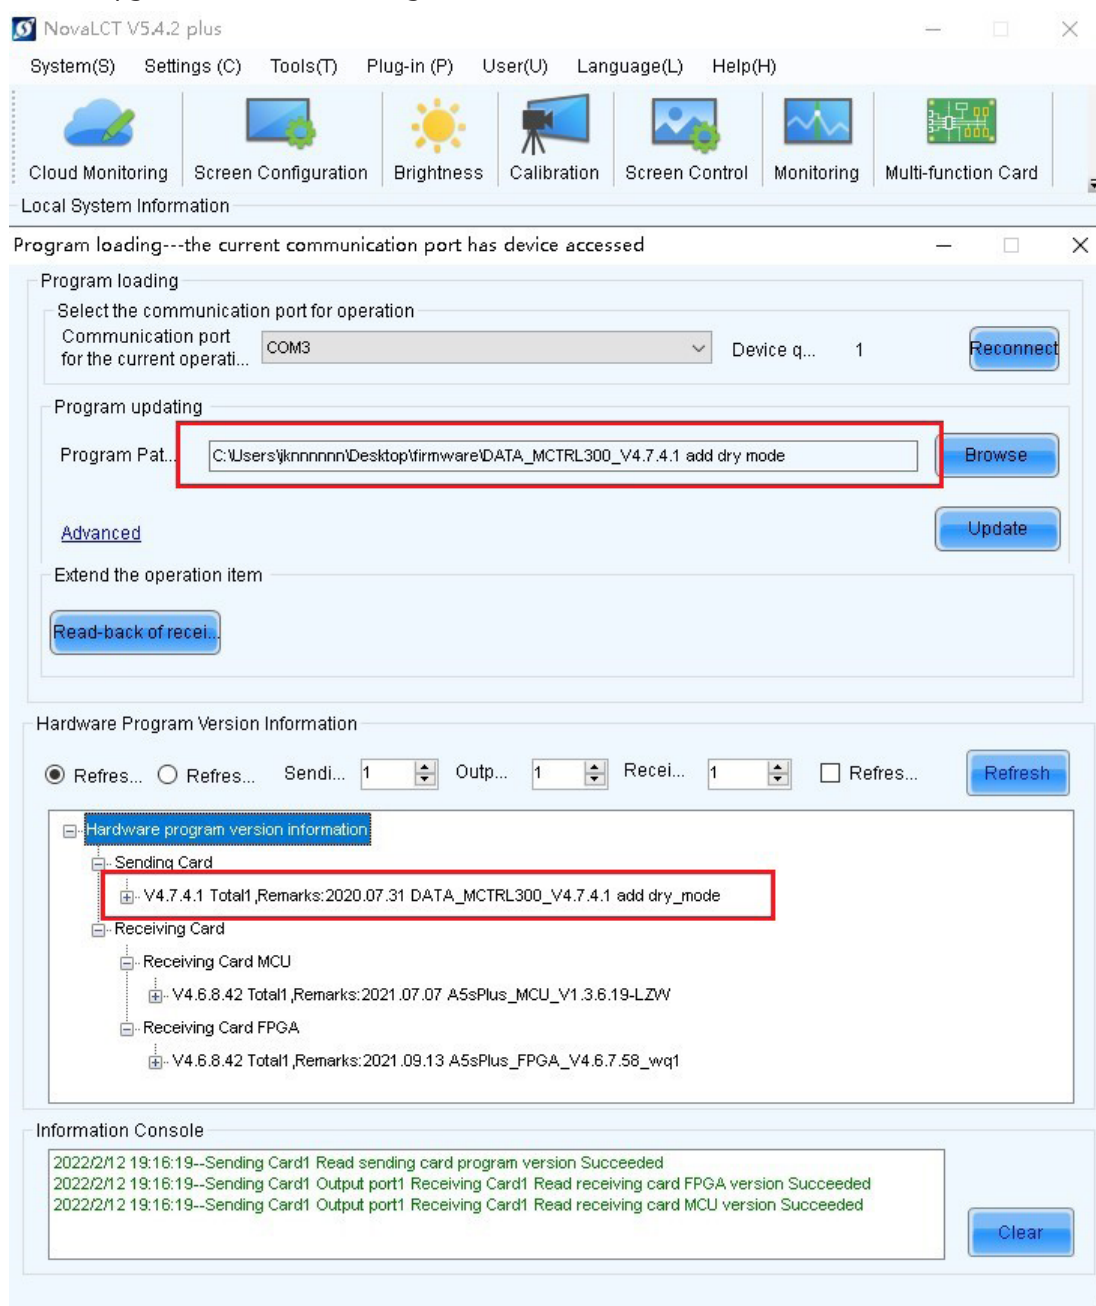 NovaLCT V5.4.2 plus
System(S) Settings (C) Tools(T) Plug-in (P) User(U) Language(L) Help(H)
Cloud Monitoring Screen Configuration Brightness Calibration Screen Control Monitoring Multi-function Card
Local System Information
Program loading---the current communication port has device accessed
Program loading
Select the communication port for operation
Communication port
for the current operati... COM3 Device q... 1 Reconnect
Program updating
Program Pat... C:\Users\jknnnnnn\Desktop\firmware\DATA_MCTRL300_V4.7.4.1 add dry mode Browse
Advanced Update
Extend the operation item
Read-back of recei...
Hardware Program Version Information
Refres... Refres... Sendi... 1 Outp... 1 Recei... 1 Refres... Refresh
Hardware program version information
Sending Card
V4.7.4.1 Total1 ,Remarks:2020.07.31 DATA_MCTRL300_V4.7.4.1 add dry_mode
Receiving Card
Receiving Card MCU
V4.6.8.42 Total1 ,Remarks:2021.07.07 A5sPlus_MCU_V1.3.6.19-LZW
Receiving Card FPGA
V4.6.8.42 Total1 ,Remarks:2021.09.13 A5sPlus_FPGA_V4.6.7.58_wq1
Information Console
2022/2/12 19:16:19--Sending Card1 Read sending card program version Succeeded
2022/2/12 19:16:19--Sending Card1 Output port1 Receiving Card1 Read receiving card FPGA version Succeeded
2022/2/12 19:16:19--Sending Card1 Output port1 Receiving Card1 Read receiving card MCU version Succeeded
Clear